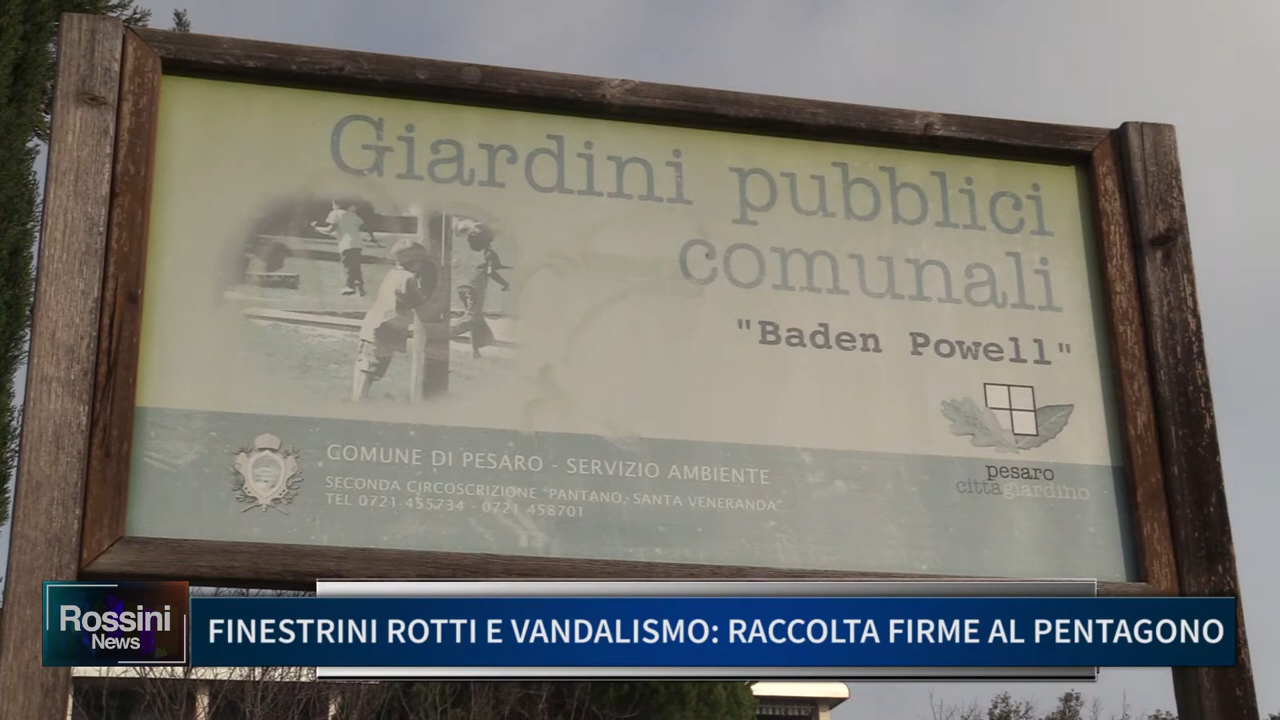 Giardini pubblici
comunali
"Baden Powell"
pesaro
cittàgiardino
COMUNE DI PESARO - SERVIZIO AMBIENTE
SECONDA CIRCOSCRIZIONE "PANTANO, SANTA VENERANDA"
TEL 0721 455734 - 0721 458701
Rossini
News
FINESTRINI ROTTI E VANDALISMO: RACCOLTA FIRME AL PENTAGONO